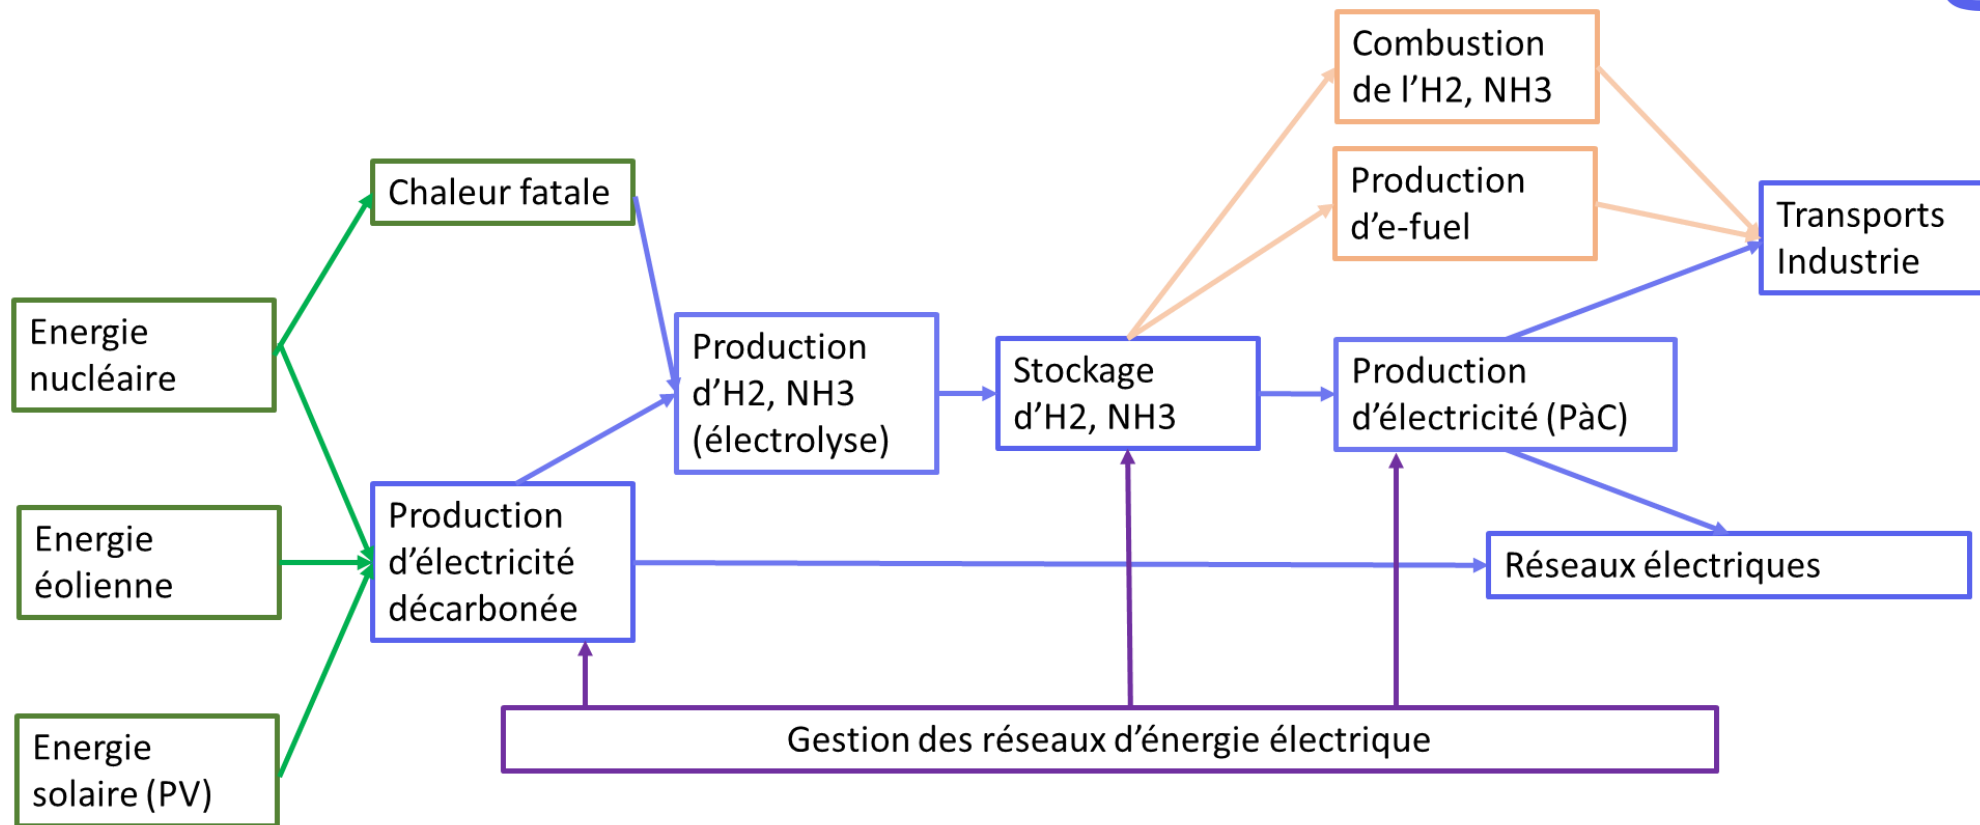 Combustion
de l’H2, NH3
Chaleur fatale
Production
d’e-fuel
Transports
Industrie
Energie
nucléaire
Production
d’H2, NH3
(électrolyse)
Stockage
d’H2, NH3
Production
d’électricité (PàC)
Energie
éolienne
Production
d’électricité
décarbonée
Réseaux électriques
Gestion des réseaux d’énergie électrique
Energie
solaire (PV)